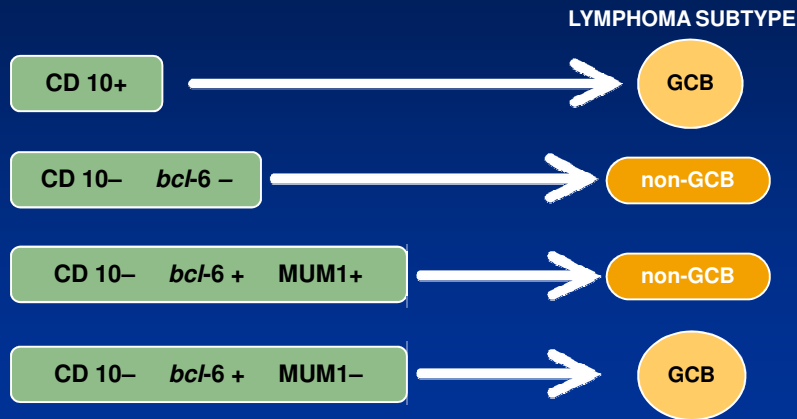 LYMPHOMA SUBTYPE
CD 10+ GCB
CD 10– bcl-6 – non-GCB
CD 10– bcl-6 + MUM1+ non-GCB
CD 10– bcl-6 + MUM1– GCB